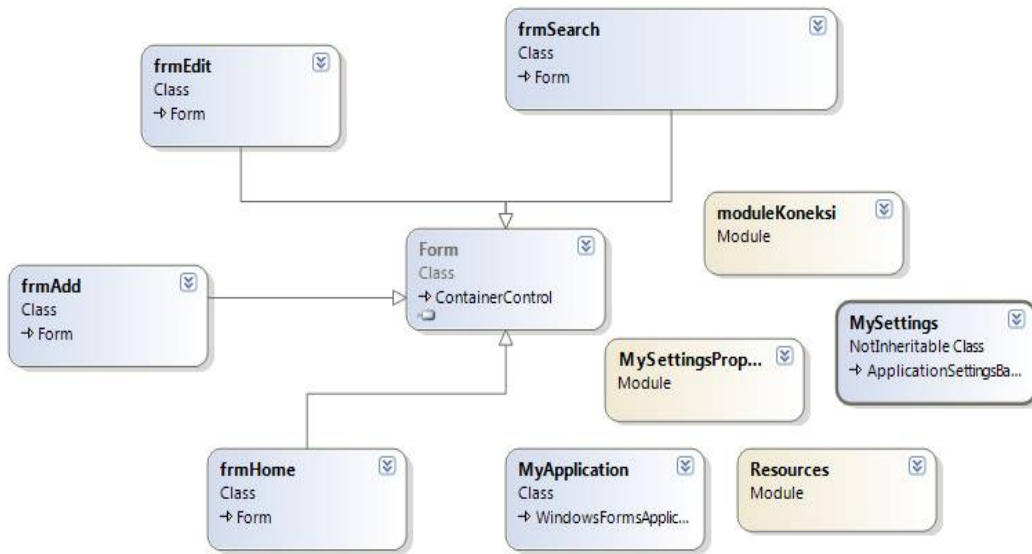 frmSearch
Class
Form
frmEdit
Class
Form
moduleKoneksi
Module
Form
Class
ContainerControl
frmAdd
Class
Form
MySettings
NotInheritable Class
ApplicationSettingsBa...
MySettingsProp...
Module
frmHome
Class
Form
MyApplication
Class
WindowsFormsApplic...
Resources
Module